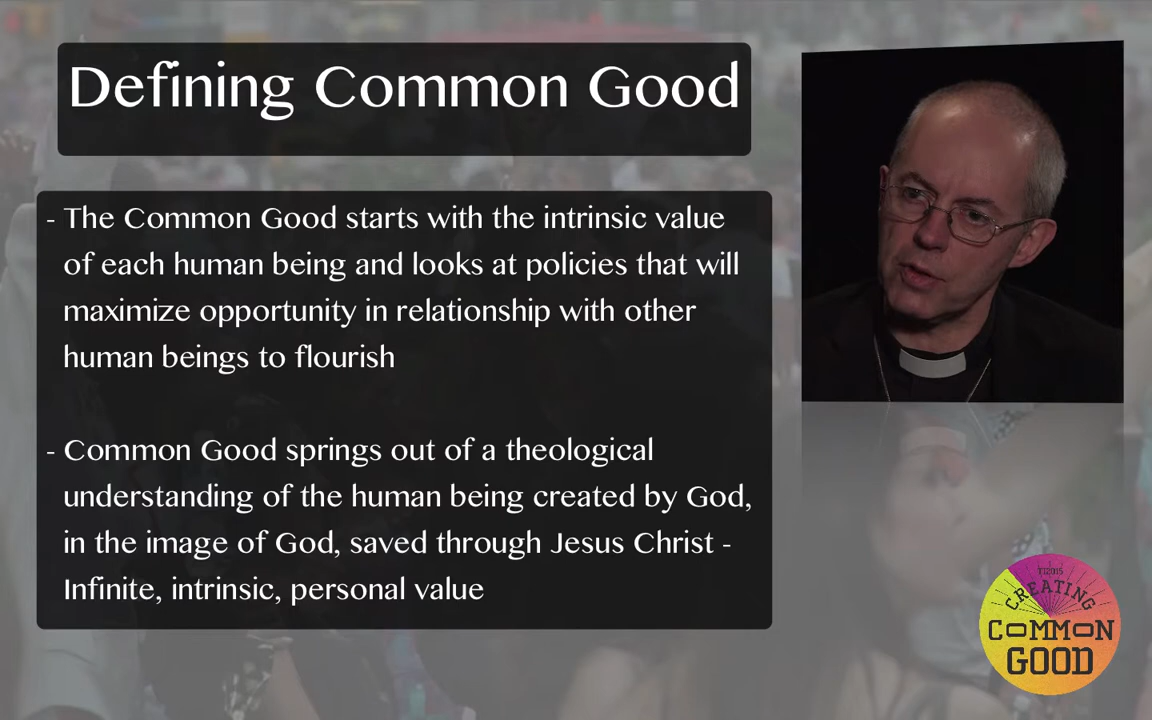 Defining Common Good
- The Common Good starts with the intrinsic value
of each human being and looks at policies that will
maximize opportunity in relationship with other
human beings to flourish
- Common Good springs out of a theological
understanding of the human being created by God,
in the image of God, saved through Jesus Christ -
Infinite, intrinsic, personal value
TI2015
CREATING
COMMON
GOOD